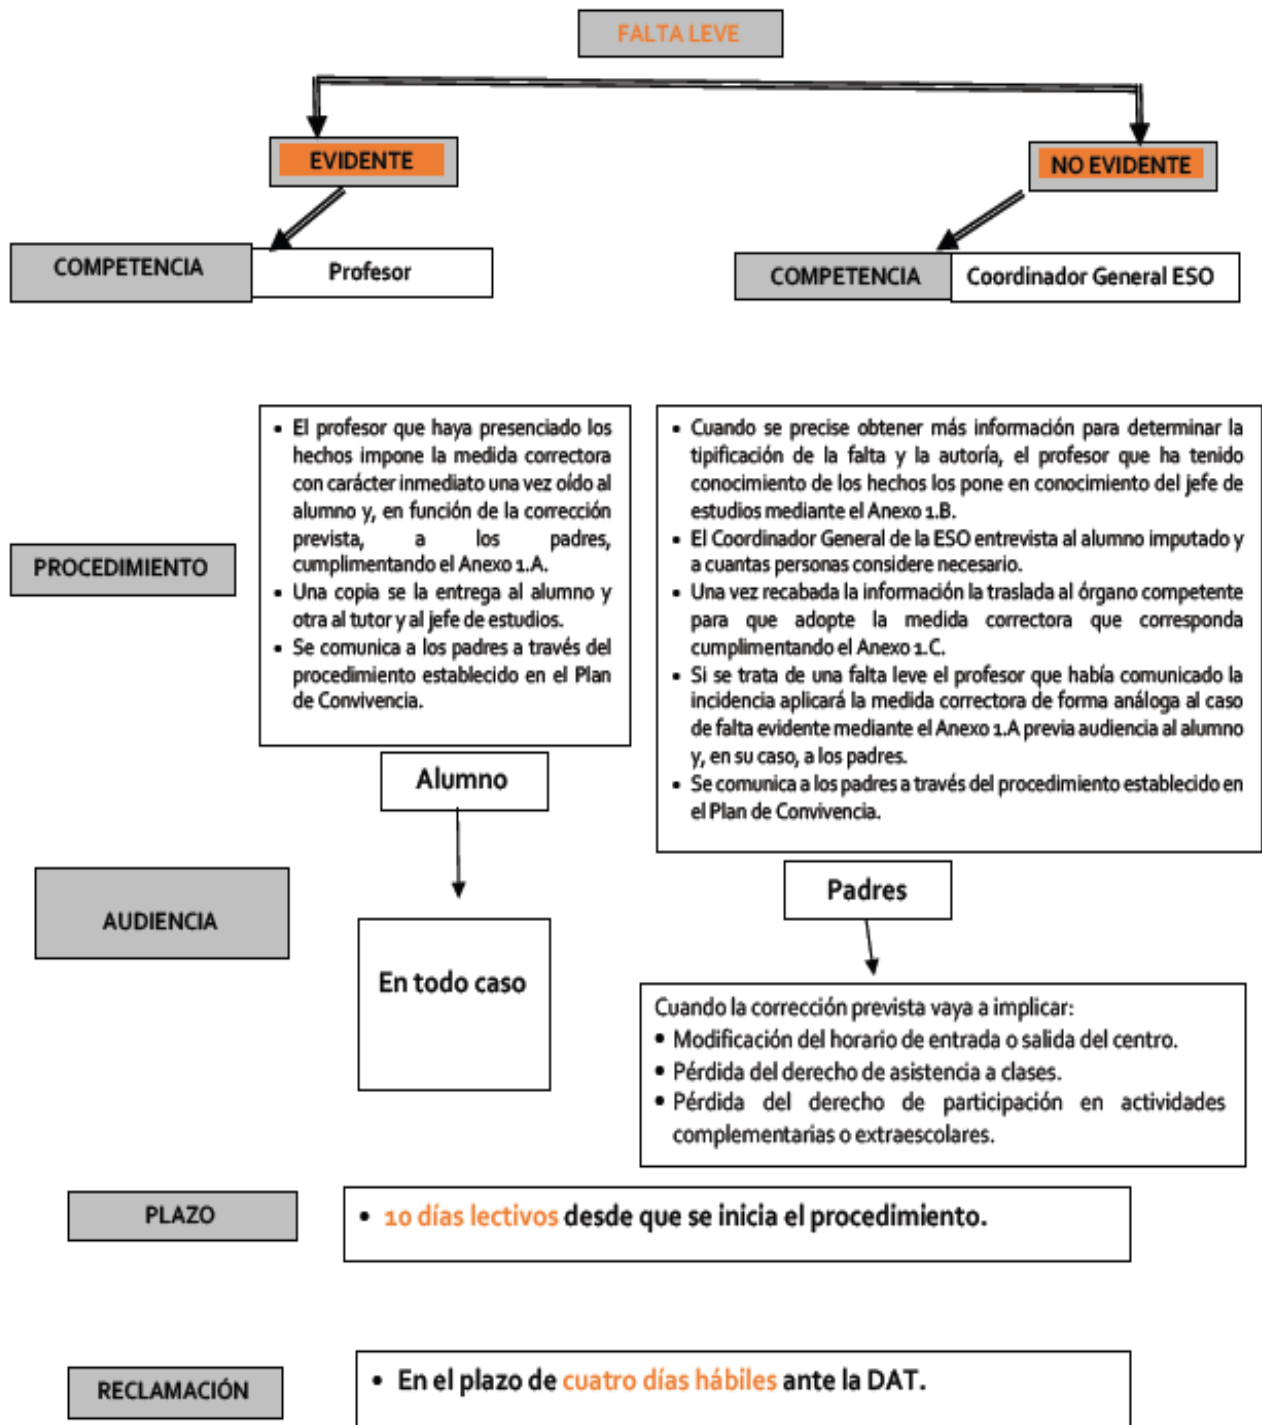 FALTA LEVE
EVIDENTE
NO EVIDENTE
COMPETENCIA
Profesor
COMPETENCIA
Coordinador General ESO
PROCEDIMIENTO
• El profesor que haya presenciado los
hechos impone la medida correctora
con carácter inmediato una vez oído al
alumno y, en función de la corrección
prevista, a los padres,
cumplimentando el Anexo 1.A.
• Una copia se la entrega al alumno y
otra al tutor y al jefe de estudios.
• Se comunica a los padres a través del
procedimiento establecido en el Plan
de Convivencia.
• Cuando se precise obtener más información para determinar la
tipificación de la falta y la autoría, el profesor que ha tenido
conocimiento de los hechos los pone en conocimiento del jefe de
estudios mediante el Anexo 1.B.
• El Coordinador General de la ESO entrevista al alumno imputado y
a cuantas personas considere necesario.
• Una vez recabada la información la traslada al órgano competente
para que adopte la medida correctora que corresponda
cumplimentando el Anexo 1.C.
• Si se trata de una falta leve el profesor que había comunicado la
incidencia aplicará la medida correctora de forma análoga al caso
de falta evidente mediante el Anexo 1.A previa audiencia al alumno
y, en su caso, a los padres.
• Se comunica a los padres a través del procedimiento establecido en
el Plan de Convivencia.
AUDIENCIA
Alumno
En todo caso
Padres
Cuando la corrección prevista vaya a implicar:
• Modificación del horario de entrada o salida del centro.
• Pérdida del derecho de asistencia a clases.
• Pérdida del derecho de participación en actividades
complementarias o extraescolares.
PLAZO
• 10 días lectivos desde que se inicia el procedimiento.
RECLAMACIÓN
• En el plazo de cuatro días hábiles ante la DAT.